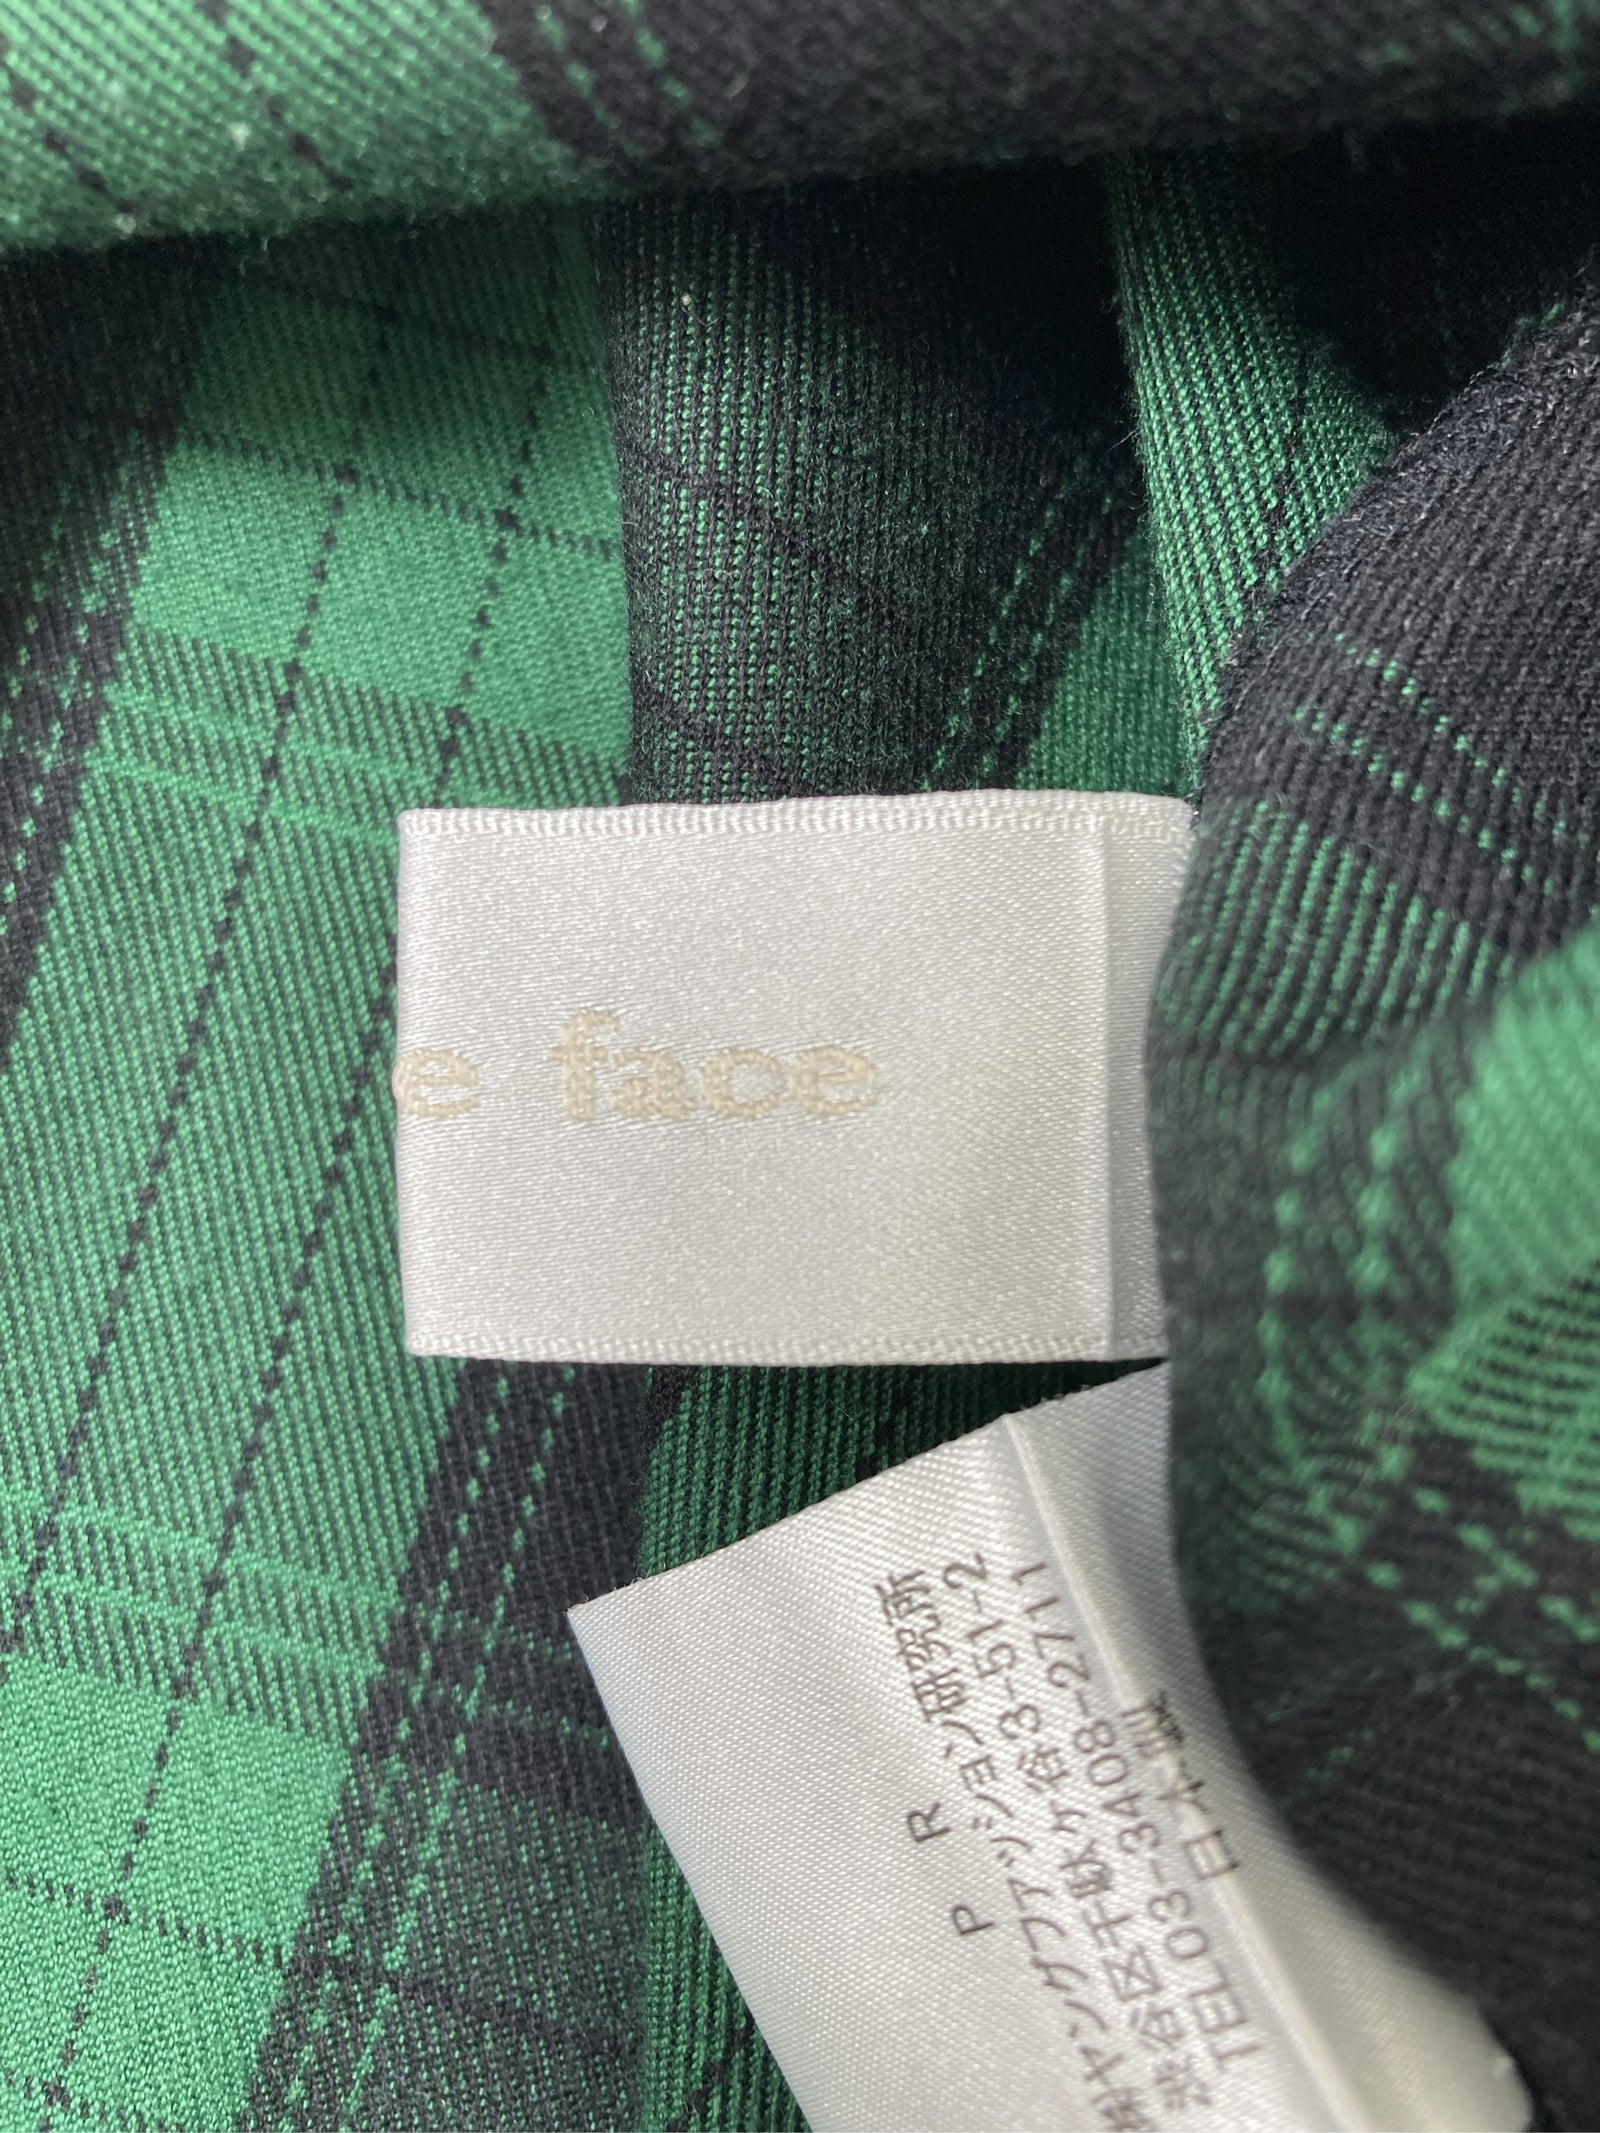 e face
P R
㈱ヤングファッション研究所
渋谷区千駄ヶ谷3-51-2
TEL03-3408-2711
日本製